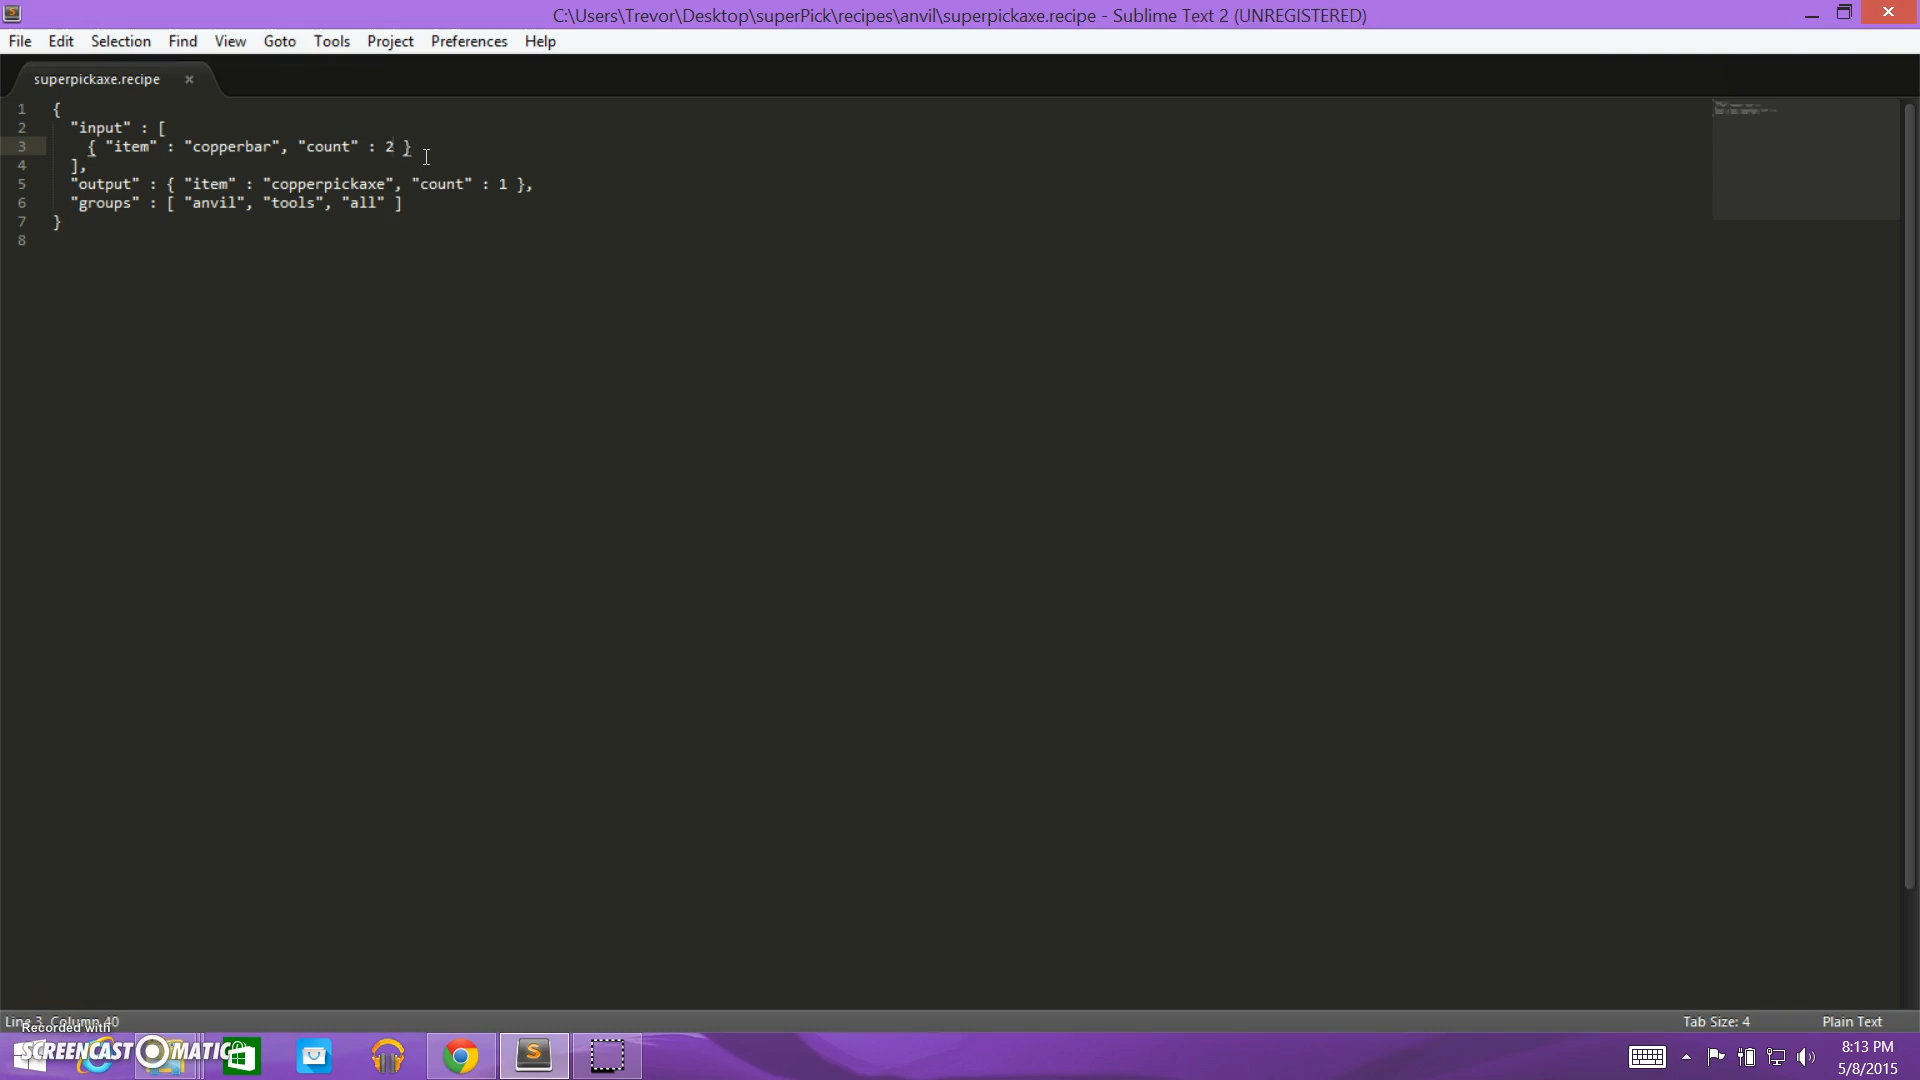 C:\Users\Trevor\Desktop\superPick\recipes\anvil\superpickaxe.recipe - Sublime Text 2 (UNREGISTERED)
File Edit Selection Find View Goto Tools Project Preferences Help
superpickaxe.recipe ×
1 {
2 "input" : [
3 { "item" : "copperbar", "count" : 2 }
4 ],
5 "output" : { "item" : "copperpickaxe", "count" : 1 },
6 "groups" : [ "anvil", "tools", "all" ]
7 }
8
Line 3, Column 40 Tab Size: 4 Plain Text
Recorded with
SCREENCAST MATIC
8:13 PM
5/8/2015